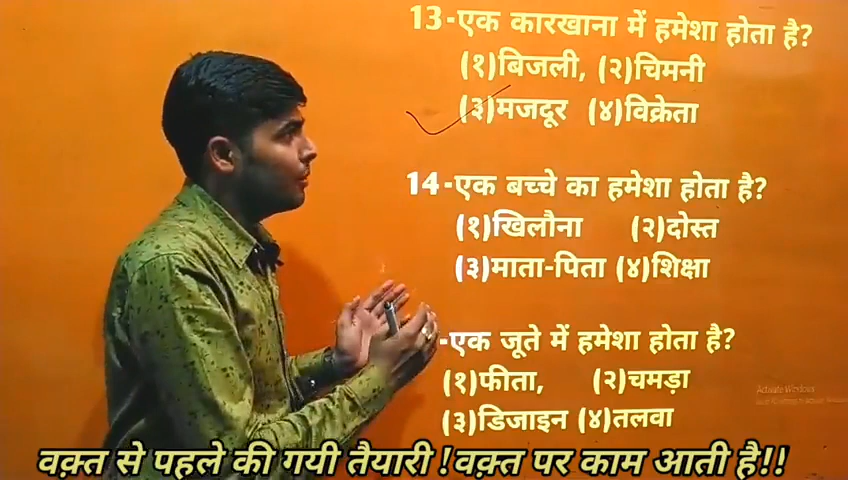 13-एक कारखाना में हमेशा होता है?
(१)बिजली, (२)चिमनी
(३)मजदूर (४)विक्रेता
14-एक बच्चे का हमेशा होता है?
(१)खिलौना (२)दोस्त
(३)माता-पिता (४)शिक्षा
-एक जूते में हमेशा होता है?
(१)फीता, (२)चमड़ा
(३)डिजाइन (४)तलवा
Activate Windows
वक़्त से पहले की गयी तैयारी !वक़्त पर काम आती है!!